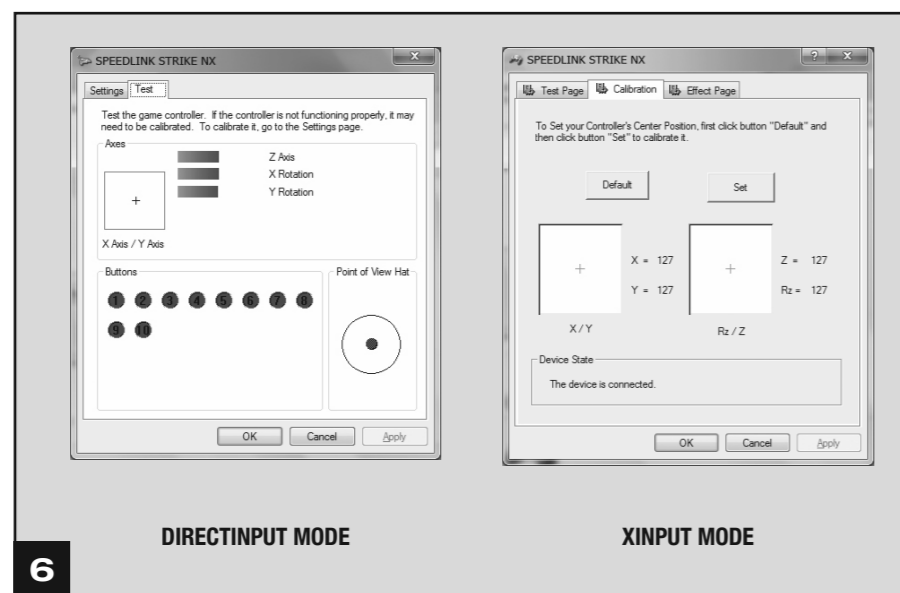 SPEEDLINK STRIKE NX
Settings Test
Test the game controller. If the controller is not functioning properly, it may
need to be calibrated. To calibrate it, go to the Settings page.
Axes
Z Axis
X Rotation
Y Rotation
X Axis / Y Axis
Buttons
1 2 3 4 5 6 7 8
9 10
Point of View Hat
OK Cancel Apply
DIRECTINPUT MODE
SPEEDLINK STRIKE NX
Test Page Calibration Effect Page
To Set your Controller's Center Position, first click button "Default" and
then click button "Set" to calibrate it.
Default Set
X = 127
Y = 127
X / Y
Z = 127
Rz = 127
Rz / Z
Device State
The device is connected.
OK Cancel Apply
XINPUT MODE
6